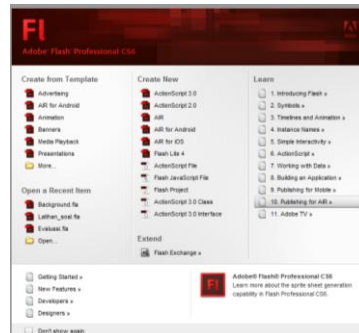 Fl
Adobe Flash Professional CS6
Create from Template
Advertising
AIR for Android
Animation
Banners
Media Playback
Presentations
More...
Open a Recent Item
Background.fla
Latihan_soal.fla
Evaluasi.fla
Open...
Create New
ActionScript 3.0
ActionScript 2.0
AIR
AIR for Android
AIR for iOS
Flash Lite 4
ActionScript File
Flash JavaScript File
Flash Project
ActionScript 3.0 Class
ActionScript 3.0 Interface
Extend
Flash Exchange »
Learn
1. Introducing Flash »
2. Symbols »
3. Timelines and Animation »
4. Instance Names »
5. Simple Interactivity »
6. ActionScript »
7. Working with Data »
8. Building an Application »
9. Publishing for Mobile »
10. Publishing for AIR »
11. Adobe TV »
Getting Started »
New Features »
Developers »
Designers »
Fl
Adobe® Flash® Professional CS6
Learn more about the sprite sheet generation
capability in Flash Professional CS6.
Don't show again